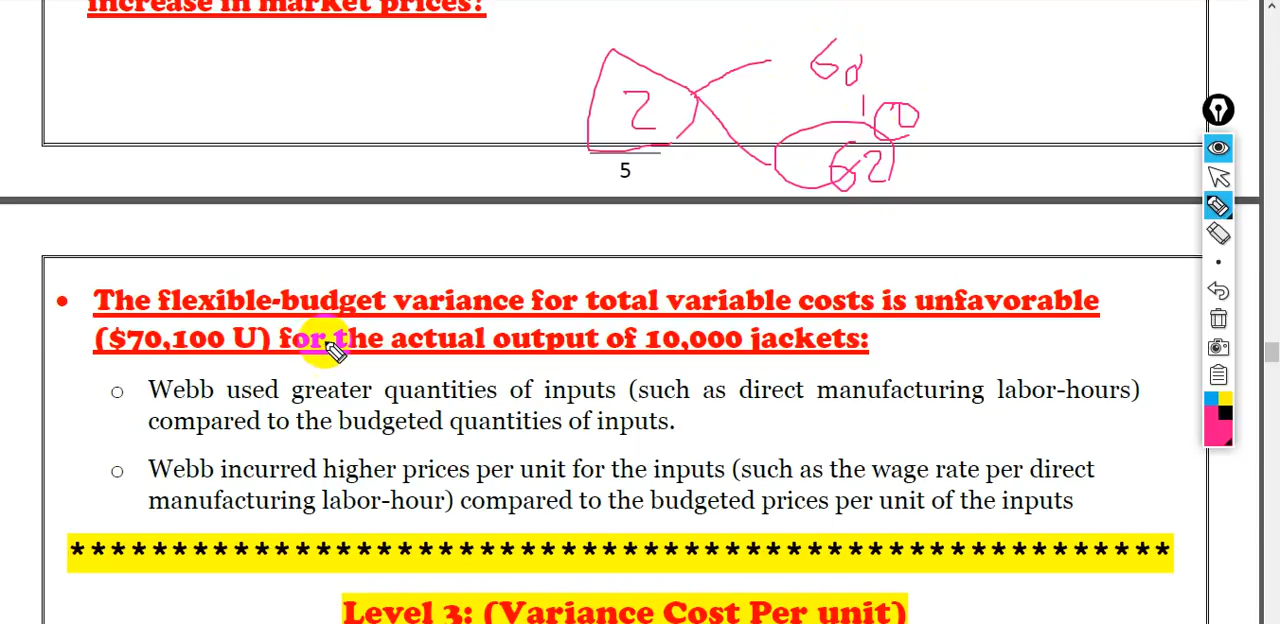 increase in market prices?
60
2
10
62
5
• The flexible-budget variance for total variable costs is unfavorable
($70,100 U) for the actual output of 10,000 jackets:
o Webb used greater quantities of inputs (such as direct manufacturing labor-hours)
compared to the budgeted quantities of inputs.
o Webb incurred higher prices per unit for the inputs (such as the wage rate per direct
manufacturing labor-hour) compared to the budgeted prices per unit of the inputs
*****************************************************
Level 3: (Variance Cost Per unit)